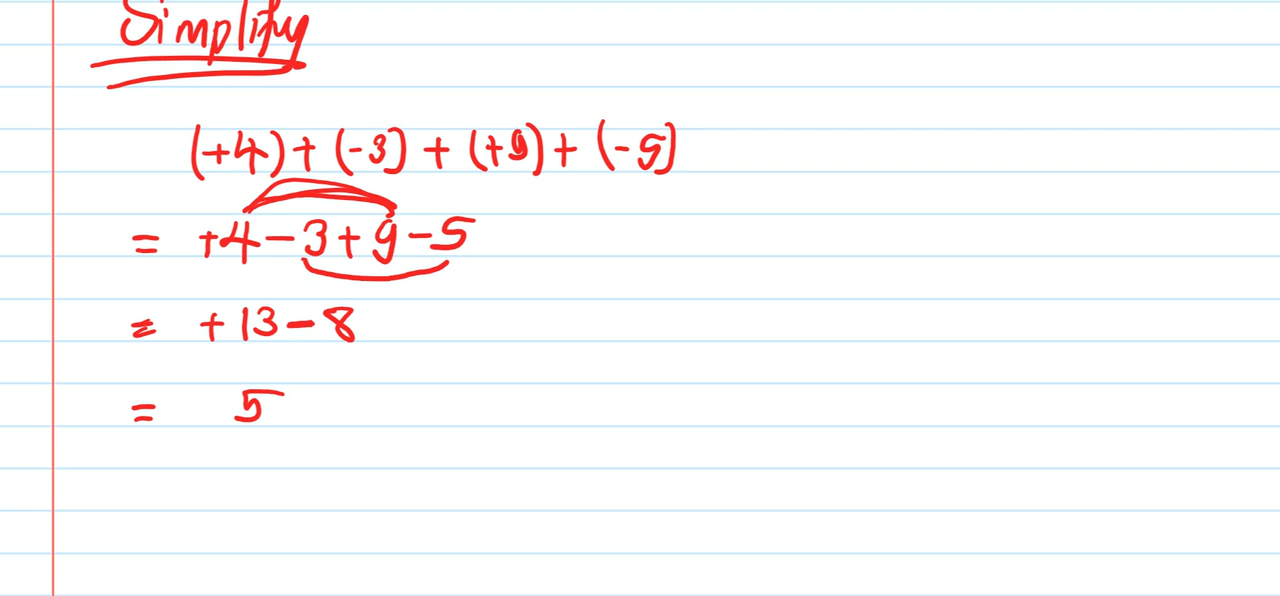 Simplify
(+4) + (-3) + (+9) + (-5)
= +4 - 3 + 9 - 5
= +13 - 8
= 5